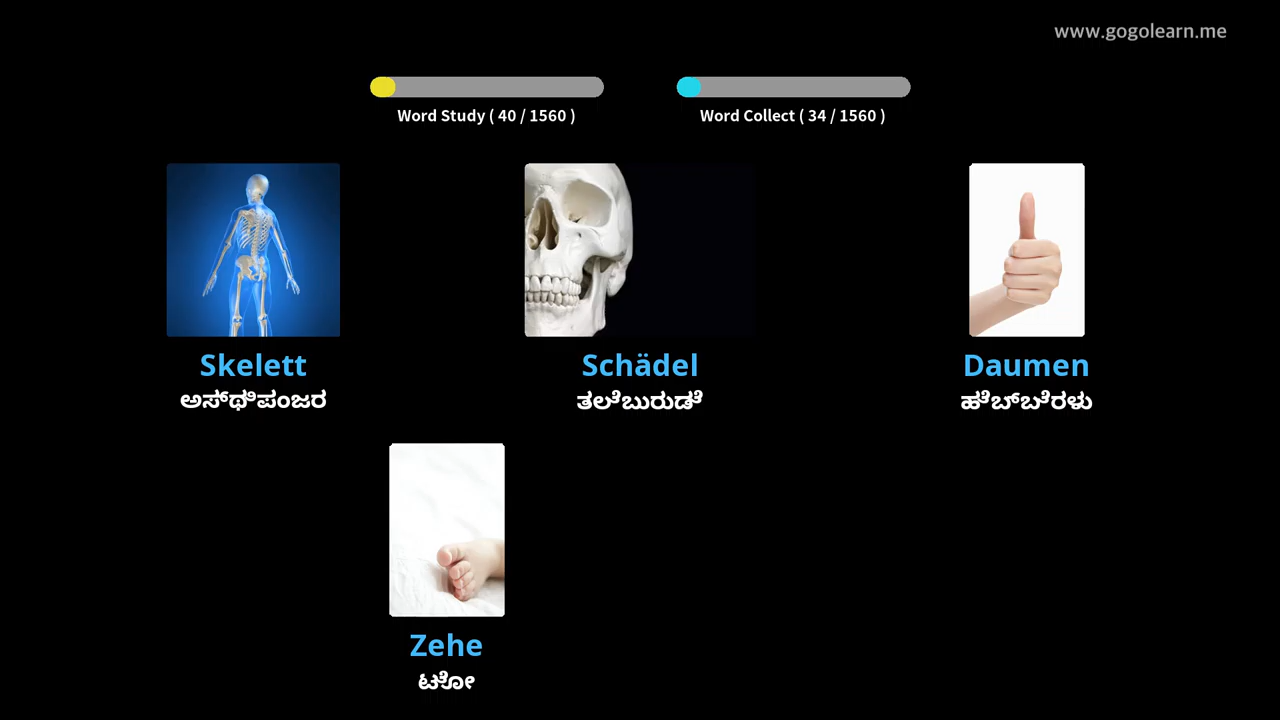 www.gogolearn.me
Word Study ( 40 / 1560 )
Word Collect ( 34 / 1560 )
Skelett
ಅಸ್ಥಿಪಂಜರ
Schädel
ತಲೆಬುರುಡೆ
Daumen
ಹೆಬ್ಬೆರಳು
Zehe
ಟೋ